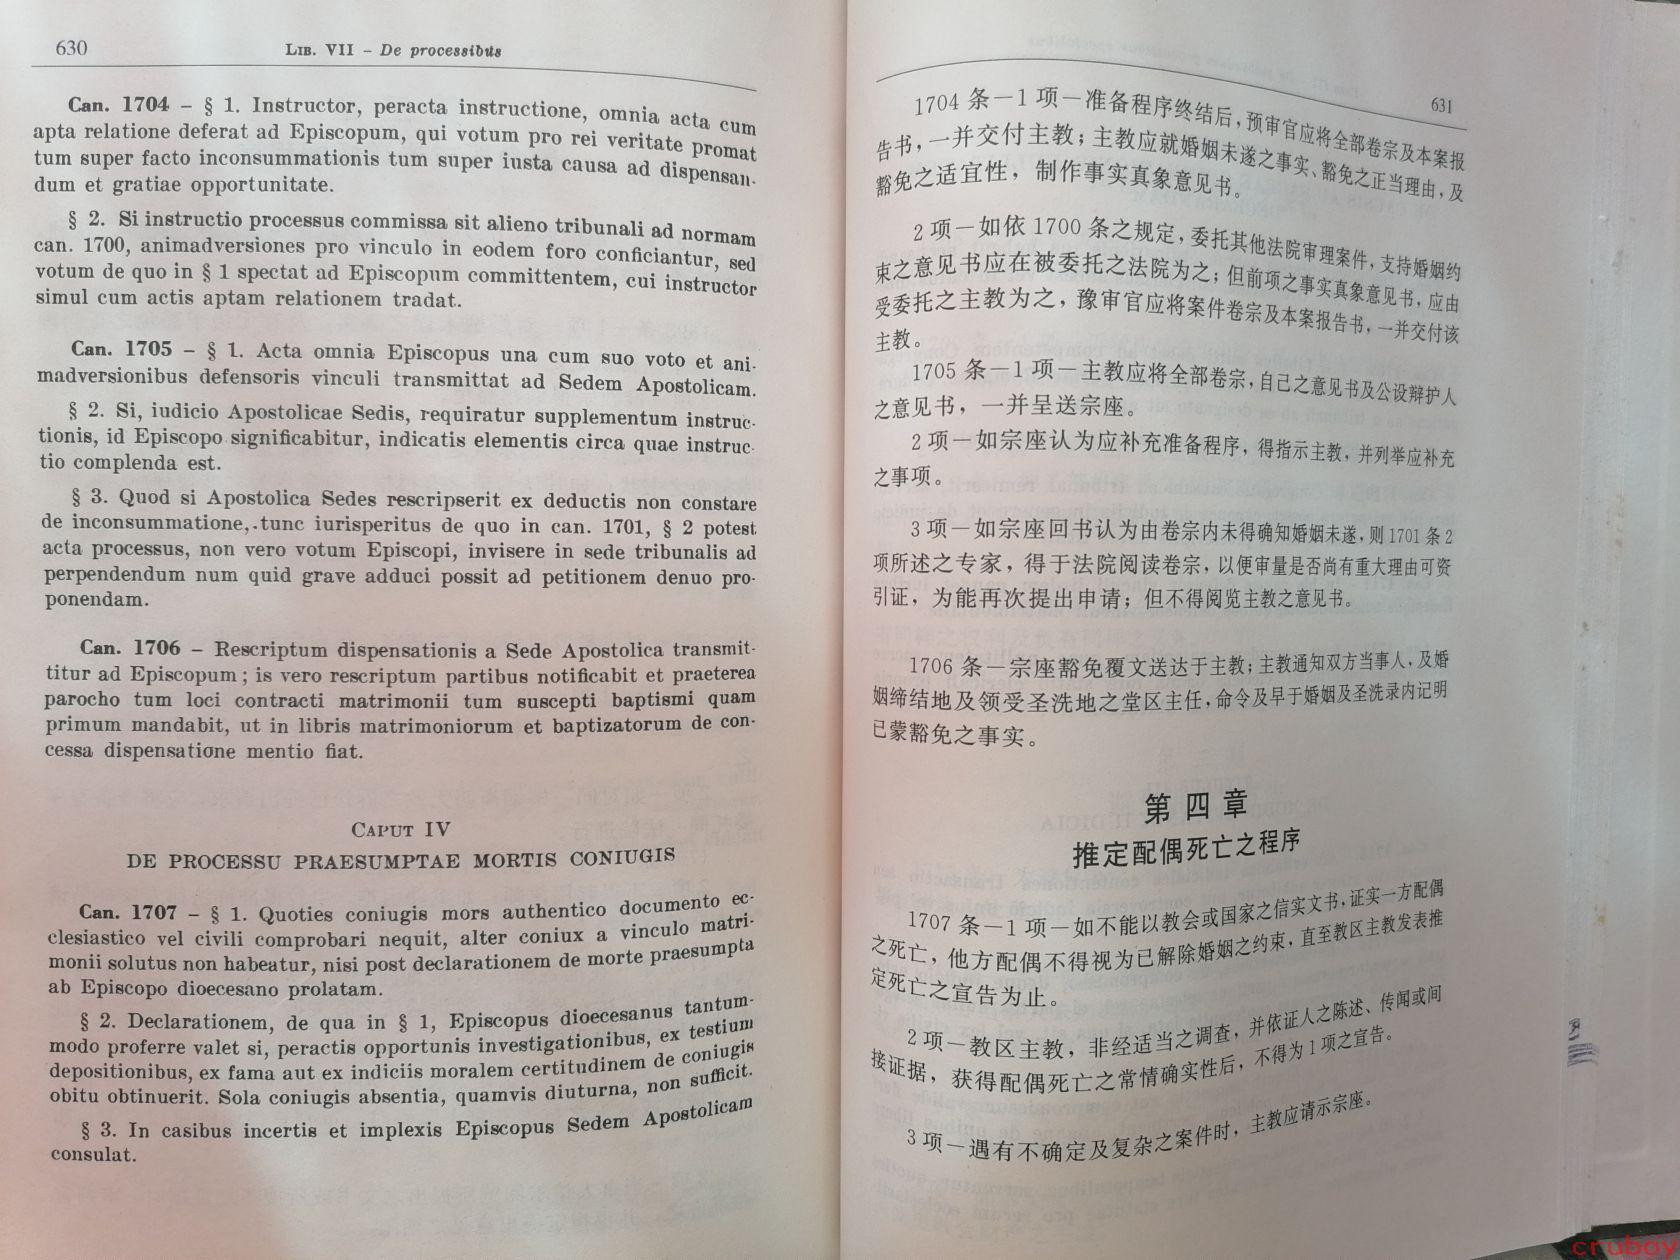 630
LIB. VII – De processibus
Can. 1704 – § 1. Instructor, peracta instructione, omnia acta cum
apta relatione deferat ad Episcopum, qui votum pro rei veritate promat
tum super facto inconsummationis tum super iusta causa ad dispensan-
dum et gratiae opportunitate.
§ 2. Si instructio processus commissa sit alieno tribunali ad normam
can. 1700, animadversiones pro vinculo in eodem foro conficiantur, sed
votum de quo in § 1 spectat ad Episcopum committentem, cui instructor
simul cum actis aptam relationem tradat.
Can. 1705 – § 1. Acta omnia Episcopus una cum suo voto et ani-
madversionibus defensoris vinculi transmittat ad Sedem Apostolicam.
§ 2. Si, iudicio Apostolicae Sedis, requiratur supplementum instruc-
tionis, id Episcopo significabitur, indicatis elementis circa quae instruc-
tio complenda est.
§ 3. Quod si Apostolica Sedes rescripserit ex deductis non constare
de inconsummatione, tunc iurisperitus de quo in can. 1701, § 2 potest
acta processus, non vero votum Episcopi, invisere in sede tribunalis ad
perpendendum num quid grave adduci possit ad petitionem denuo pro-
ponendam.
Can. 1706 – Rescriptum dispensationis a Sede Apostolica transmit-
titur ad Episcopum; is vero rescriptum partibus notificabit et praeterea
parocho tum loci contracti matrimonii tum suscepti baptismi quam
primum mandabit, ut in libris matrimoniorum et baptizatorum de con-
cessa dispensatione mentio fiat.
CAPUT IV
DE PROCESSU PRAESUMPTAE MORTIS CONIUGIS
Can. 1707 – § 1. Quoties coniugis mors authentico documento ec-
clesiastico vel civili comprobari nequit, alter coniux a vinculo matri-
monii solutus non habeatur, nisi post declarationem de morte praesumpta
ab Episcopo dioecesano prolatam.
§ 2. Declarationem, de qua in § 1, Episcopus dioecesanus tantum-
modo proferre valet si, peractis opportunis investigationibus, ex testium
depositionibus, ex fama aut ex indiciis moralem certitudinem de coniugis
obitu obtinuerit. Sola coniugis absentia, quamvis diuturna, non sufficit.
§ 3. In casibus incertis et implexis Episcopus Sedem Apostolicam
consulat.
631
1704 条－1 项－准备程序终结后，预审官应将全部卷宗及本案报
告书，一并交付主教；主教应就婚姻未遂之事实、豁免之正当理由，及
豁免之适宜性，制作事实真象意见书。
2 项－如依 1700 条之规定，委托其他法院审理案件，支持婚姻约
束之意见书应在被委托之法院为之；但前项之事实真象意见书，应由
受委托之主教为之，豫审官应将案件卷宗及本案报告书，一并交付该
主教。
1705 条－1 项－主教应将全部卷宗，自己之意见书及公设辩护人
之意见书，一并呈送宗座。
2 项－如宗座认为应补充准备程序，得指示主教，并列举应补充
之事项。
3 项－如宗座回书认为由卷宗内未得确知婚姻未遂，则 1701 条 2
项所述之专家，得于法院阅读卷宗，以便审量是否尚有重大理由可资
引证，为能再次提出申请；但不得阅览主教之意见书。
1706 条－宗座豁免覆文送达于主教；主教通知双方当事人，及婚
姻缔结地及领受圣洗地之堂区主任，命令及早于婚姻及圣洗录内记明
已蒙豁免之事实。
第 四 章
推定配偶死亡之程序
1707 条－1 项－如不能以教会或国家之信实文书，证实一方配偶
之死亡，他方配偶不得视为已解除婚姻之约束，直至教区主教发表推
定死亡之宣告为止。
2 项－教区主教，非经适当之调查，并依证人之陈述、传闻或间
接证据，获得配偶死亡之常情确实性后，不得为 1 项之宣告。
3 项－遇有不确定及复杂之案件时，主教应请示宗座。
cruboy